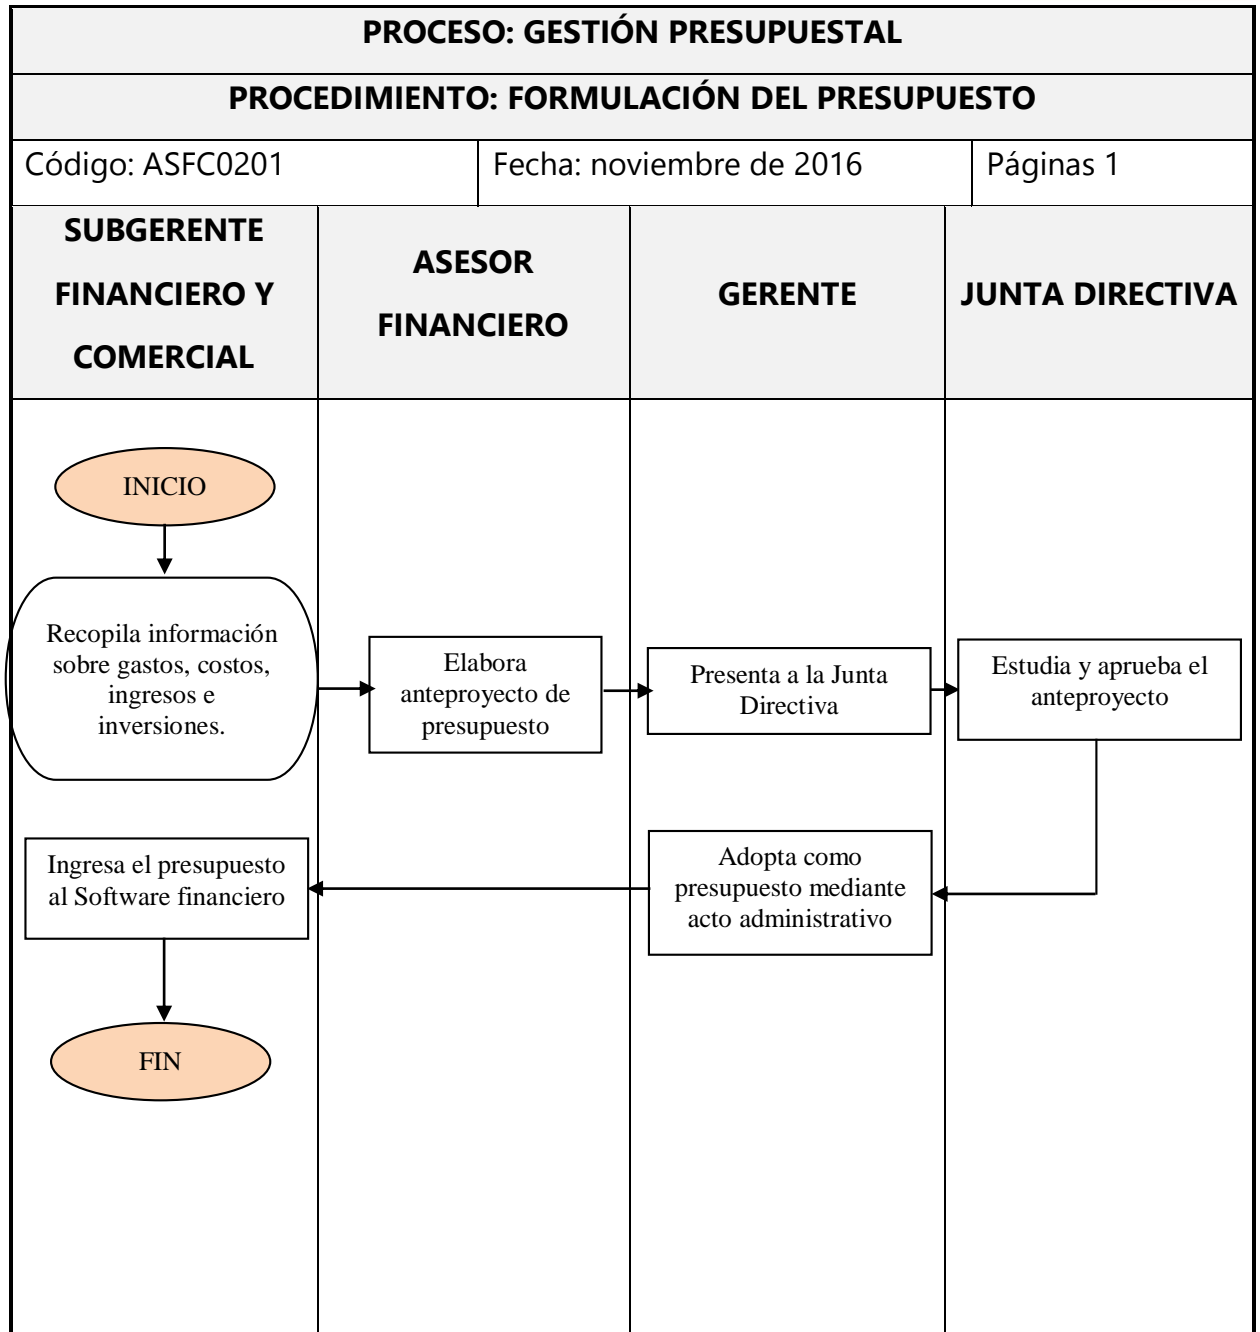 PROCESO: GESTIÓN PRESUPUESTAL
PROCEDIMIENTO: FORMULACIÓN DEL PRESUPUESTO
Código: ASFC0201
Fecha: noviembre de 2016
Páginas 1
SUBGERENTE
FINANCIERO Y
COMERCIAL
ASESOR
FINANCIERO
GERENTE
JUNTA DIRECTIVA
INICIO
Recopila información
sobre gastos, costos,
ingresos e
inversiones.
Elabora
anteproyecto de
presupuesto
Presenta a la Junta
Directiva
Estudia y aprueba el
anteproyecto
Adopta como
presupuesto mediante
acto administrativo
Ingresa el presupuesto
al Software financiero
FIN